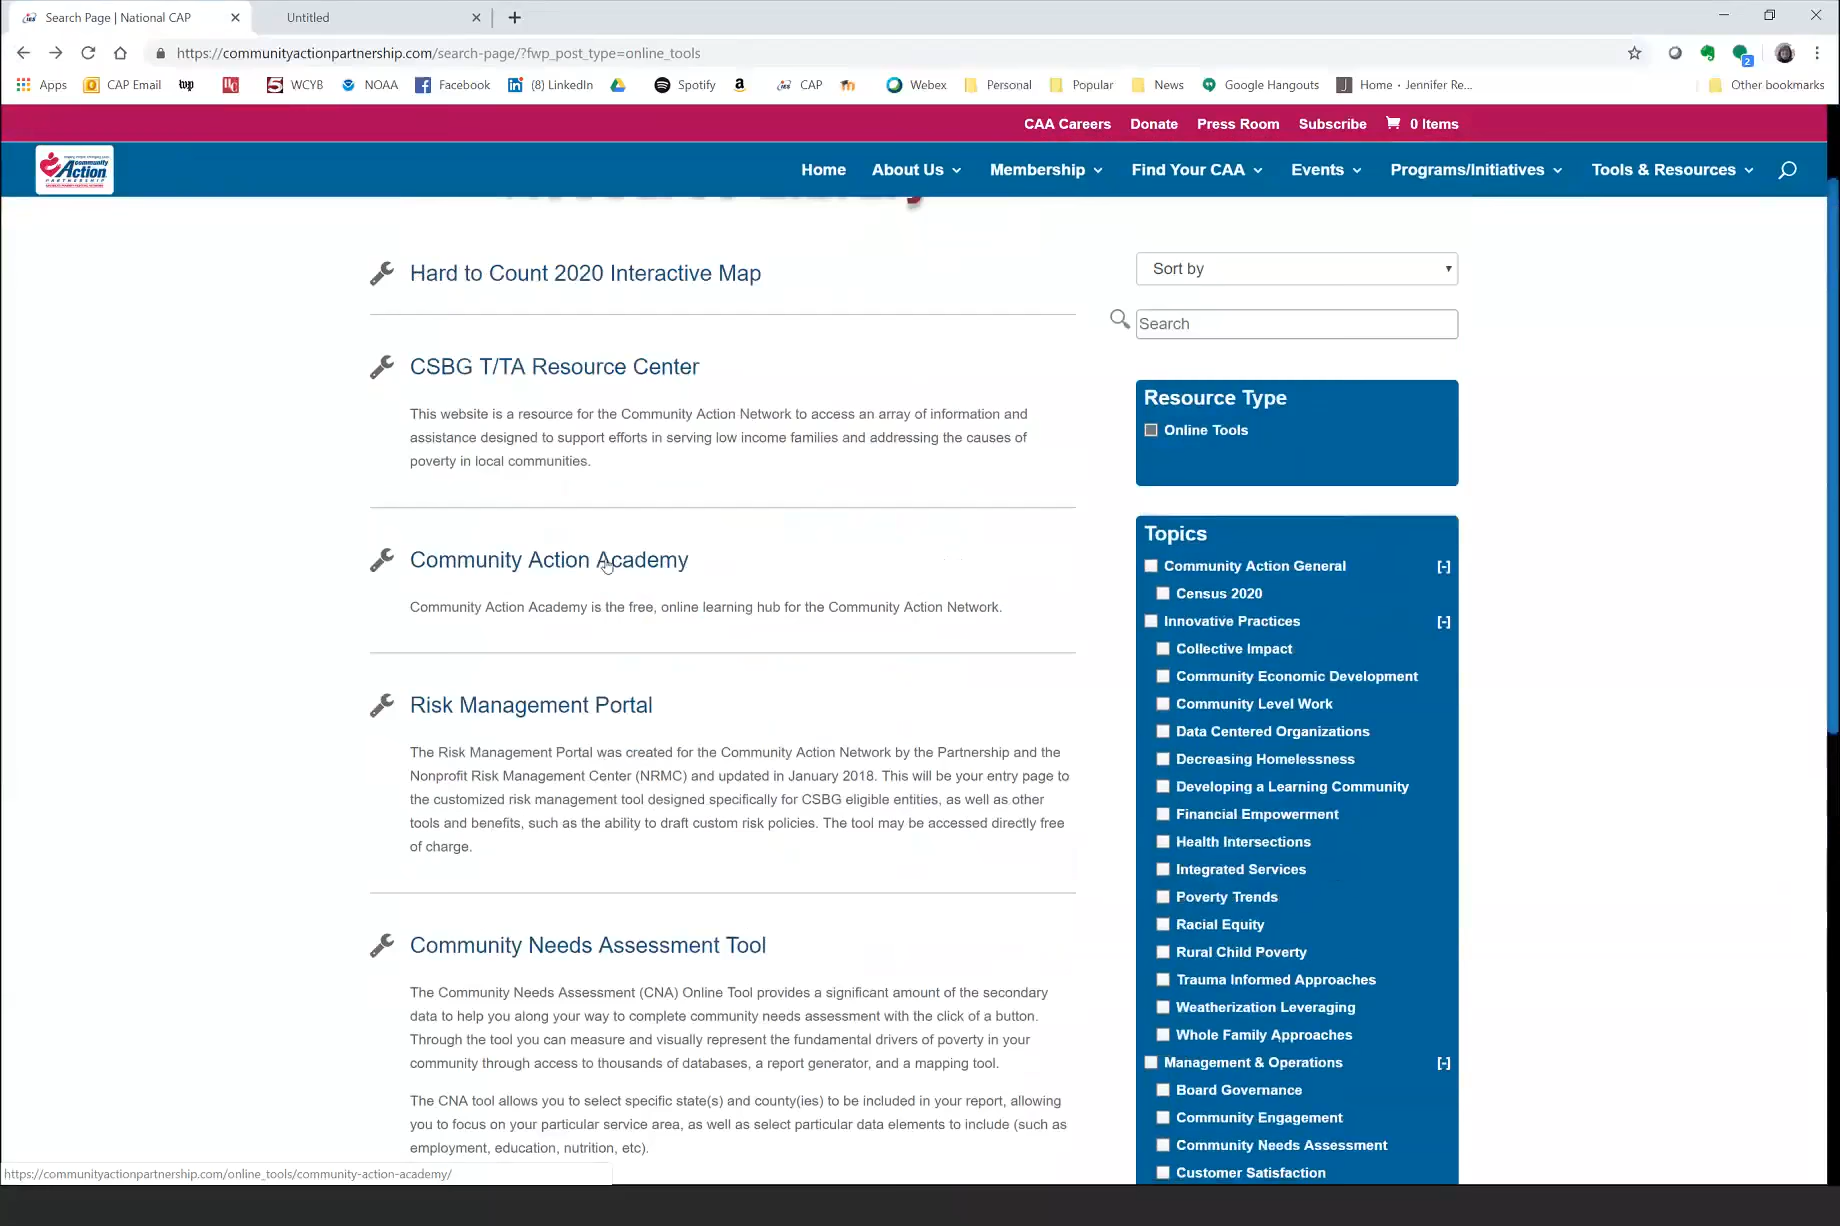 Search Page | National CAP
Untitled
https://communityactionpartnership.com/search-page/?fwp_post_type=online_tools
2
Apps CAP Email WCYB NOAA Facebook (8) LinkedIn Spotify CAP Webex Personal Popular News Google Hangouts Home · Jennifer Re... Other bookmarks
CAA Careers Donate Press Room Subscribe 0 Items
community Action PARTNERSHIP
Home About Us Membership Find Your CAA Events Programs/Initiatives Tools & Resources
Hard to Count 2020 Interactive Map
CSBG T/TA Resource Center
This website is a resource for the Community Action Network to access an array of information and
assistance designed to support efforts in serving low income families and addressing the causes of
poverty in local communities.
Community Action Academy
Community Action Academy is the free, online learning hub for the Community Action Network.
Risk Management Portal
The Risk Management Portal was created for the Community Action Network by the Partnership and the
Nonprofit Risk Management Center (NRMC) and updated in January 2018. This will be your entry page to
the customized risk management tool designed specifically for CSBG eligible entities, as well as other
tools and benefits, such as the ability to draft custom risk policies. The tool may be accessed directly free
of charge.
Community Needs Assessment Tool
The Community Needs Assessment (CNA) Online Tool provides a significant amount of the secondary
data to help you along your way to complete community needs assessment with the click of a button.
Through the tool you can measure and visually represent the fundamental drivers of poverty in your
community through access to thousands of databases, a report generator, and a mapping tool.
The CNA tool allows you to select specific state(s) and county(ies) to be included in your report, allowing
you to focus on your particular service area, as well as select particular data elements to include (such as
employment, education, nutrition, etc).
Sort by
Search
Resource Type
Online Tools
Topics
Community Action General [-]
Census 2020
Innovative Practices [-]
Collective Impact
Community Economic Development
Community Level Work
Data Centered Organizations
Decreasing Homelessness
Developing a Learning Community
Financial Empowerment
Health Intersections
Integrated Services
Poverty Trends
Racial Equity
Rural Child Poverty
Trauma Informed Approaches
Weatherization Leveraging
Whole Family Approaches
Management & Operations [-]
Board Governance
Community Engagement
Community Needs Assessment
Customer Satisfaction
https://communityactionpartnership.com/online_tools/community-action-academy/